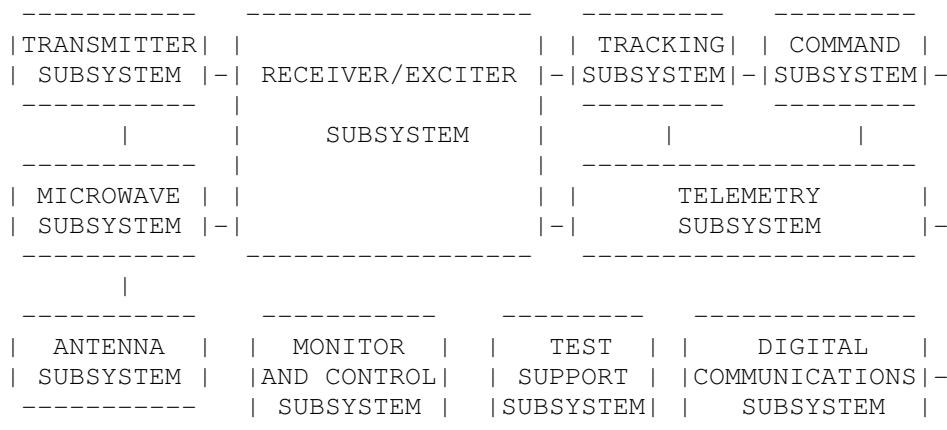 TRANSMITTER
SUBSYSTEM
RECEIVER/EXCITER
SUBSYSTEM
TRACKING
SUBSYSTEM
COMMAND
SUBSYSTEM
MICROWAVE
SUBSYSTEM
TELEMETRY
SUBSYSTEM
ANTENNA
SUBSYSTEM
MONITOR
AND CONTROL
SUBSYSTEM
TEST
SUPPORT
SUBSYSTEM
DIGITAL
COMMUNICATIONS
SUBSYSTEM